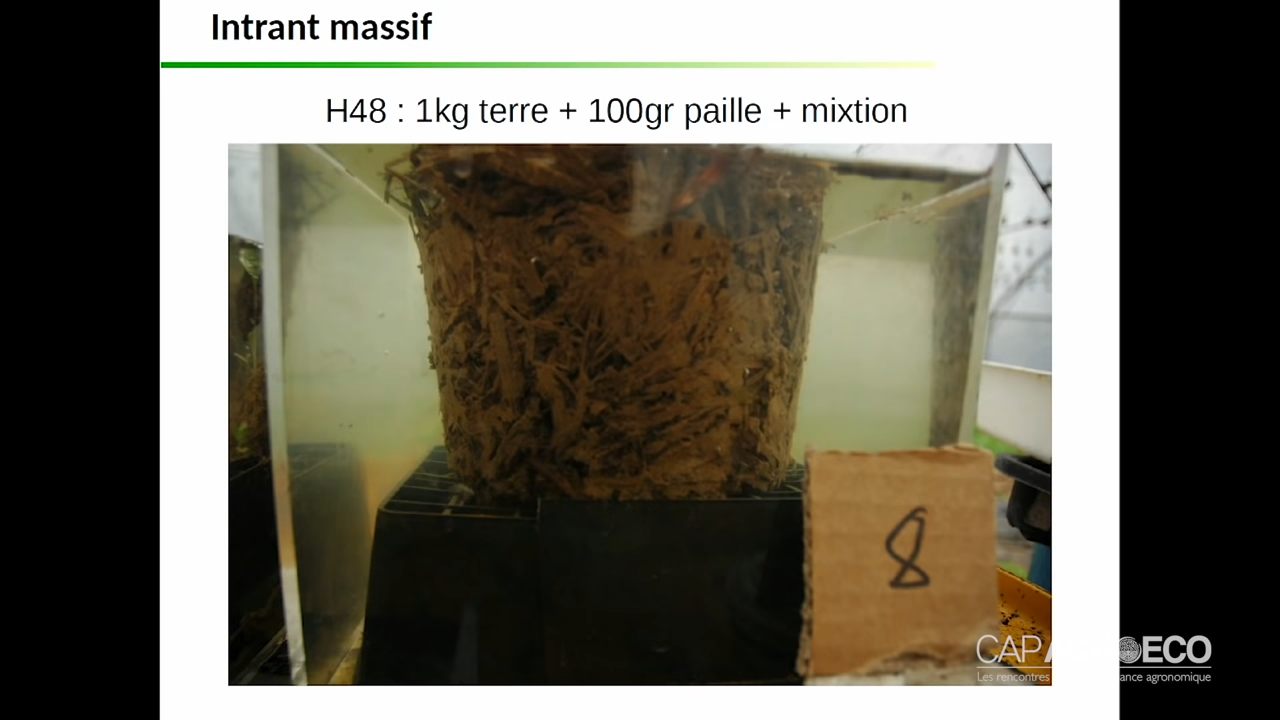 Intrant massif
H48 : 1kg terre + 100gr paille + mixtion
8
CAP ECO
Les rencontres ance agronomique